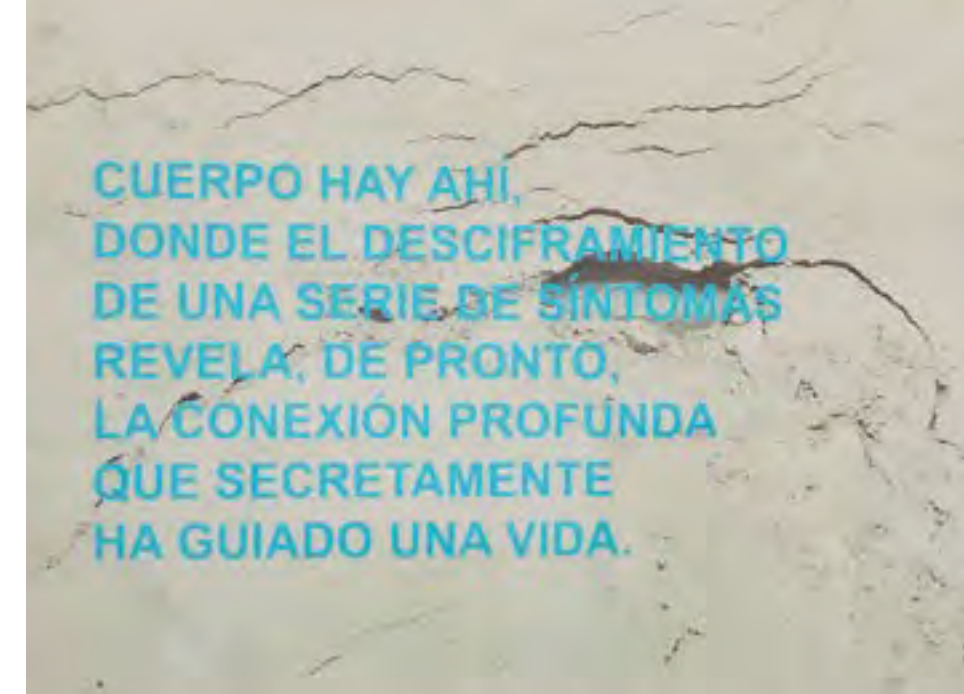 CUERPO HAY AHÍ,
DONDE EL DESCIFRAMIENTO
DE UNA SERIE DE SÍNTOMAS
REVELA, DE PRONTO,
LA CONEXIÓN PROFUNDA
QUE SECRETAMENTE
HA GUIADO UNA VIDA.